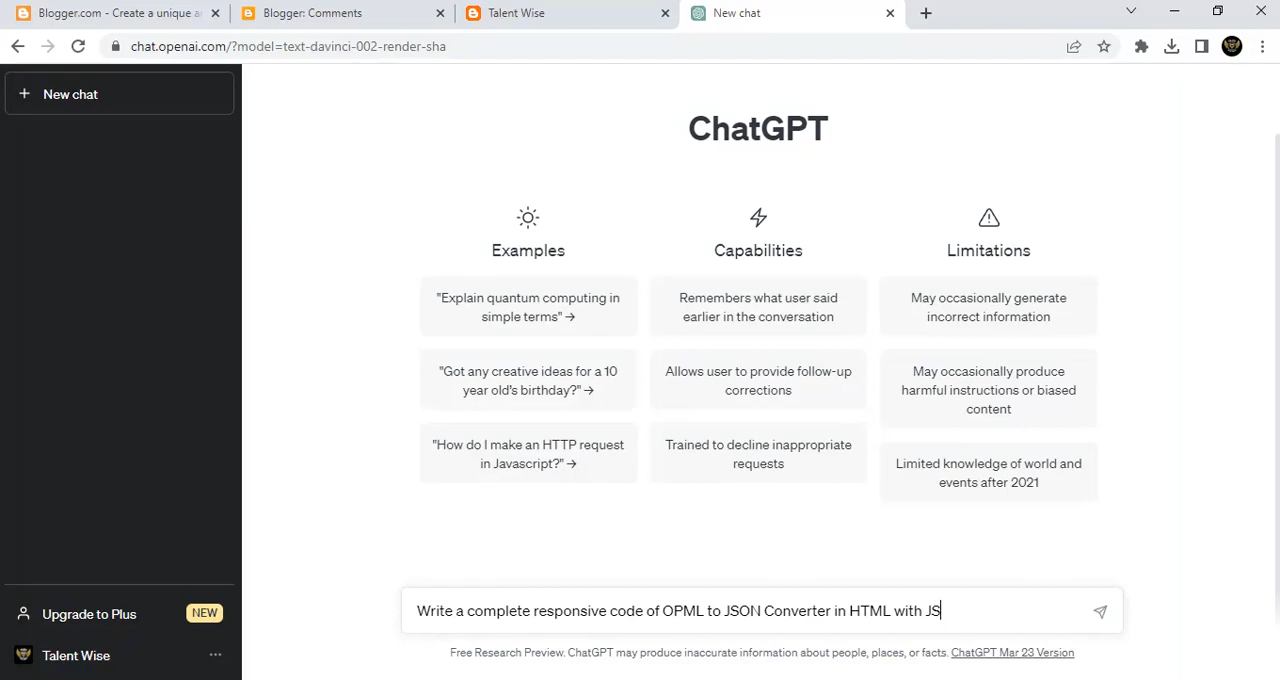 Blogger.com - Create a unique a
Blogger: Comments
Talent Wise
New chat
chat.openai.com/?model=text-davinci-002-render-sha
New chat
ChatGPT
Examples
Capabilities
Limitations
"Explain quantum computing in
simple terms" →
Remembers what user said
earlier in the conversation
May occasionally generate
incorrect information
"Got any creative ideas for a 10
year old's birthday?" →
Allows user to provide follow-up
corrections
May occasionally produce
harmful instructions or biased
content
"How do I make an HTTP request
in Javascript?" →
Trained to decline inappropriate
requests
Limited knowledge of world and
events after 2021
Write a complete responsive code of OPML to JSON Converter in HTML with JS
Upgrade to Plus
NEW
Talent Wise
Free Research Preview. ChatGPT may produce inaccurate information about people, places, or facts. ChatGPT Mar 23 Version